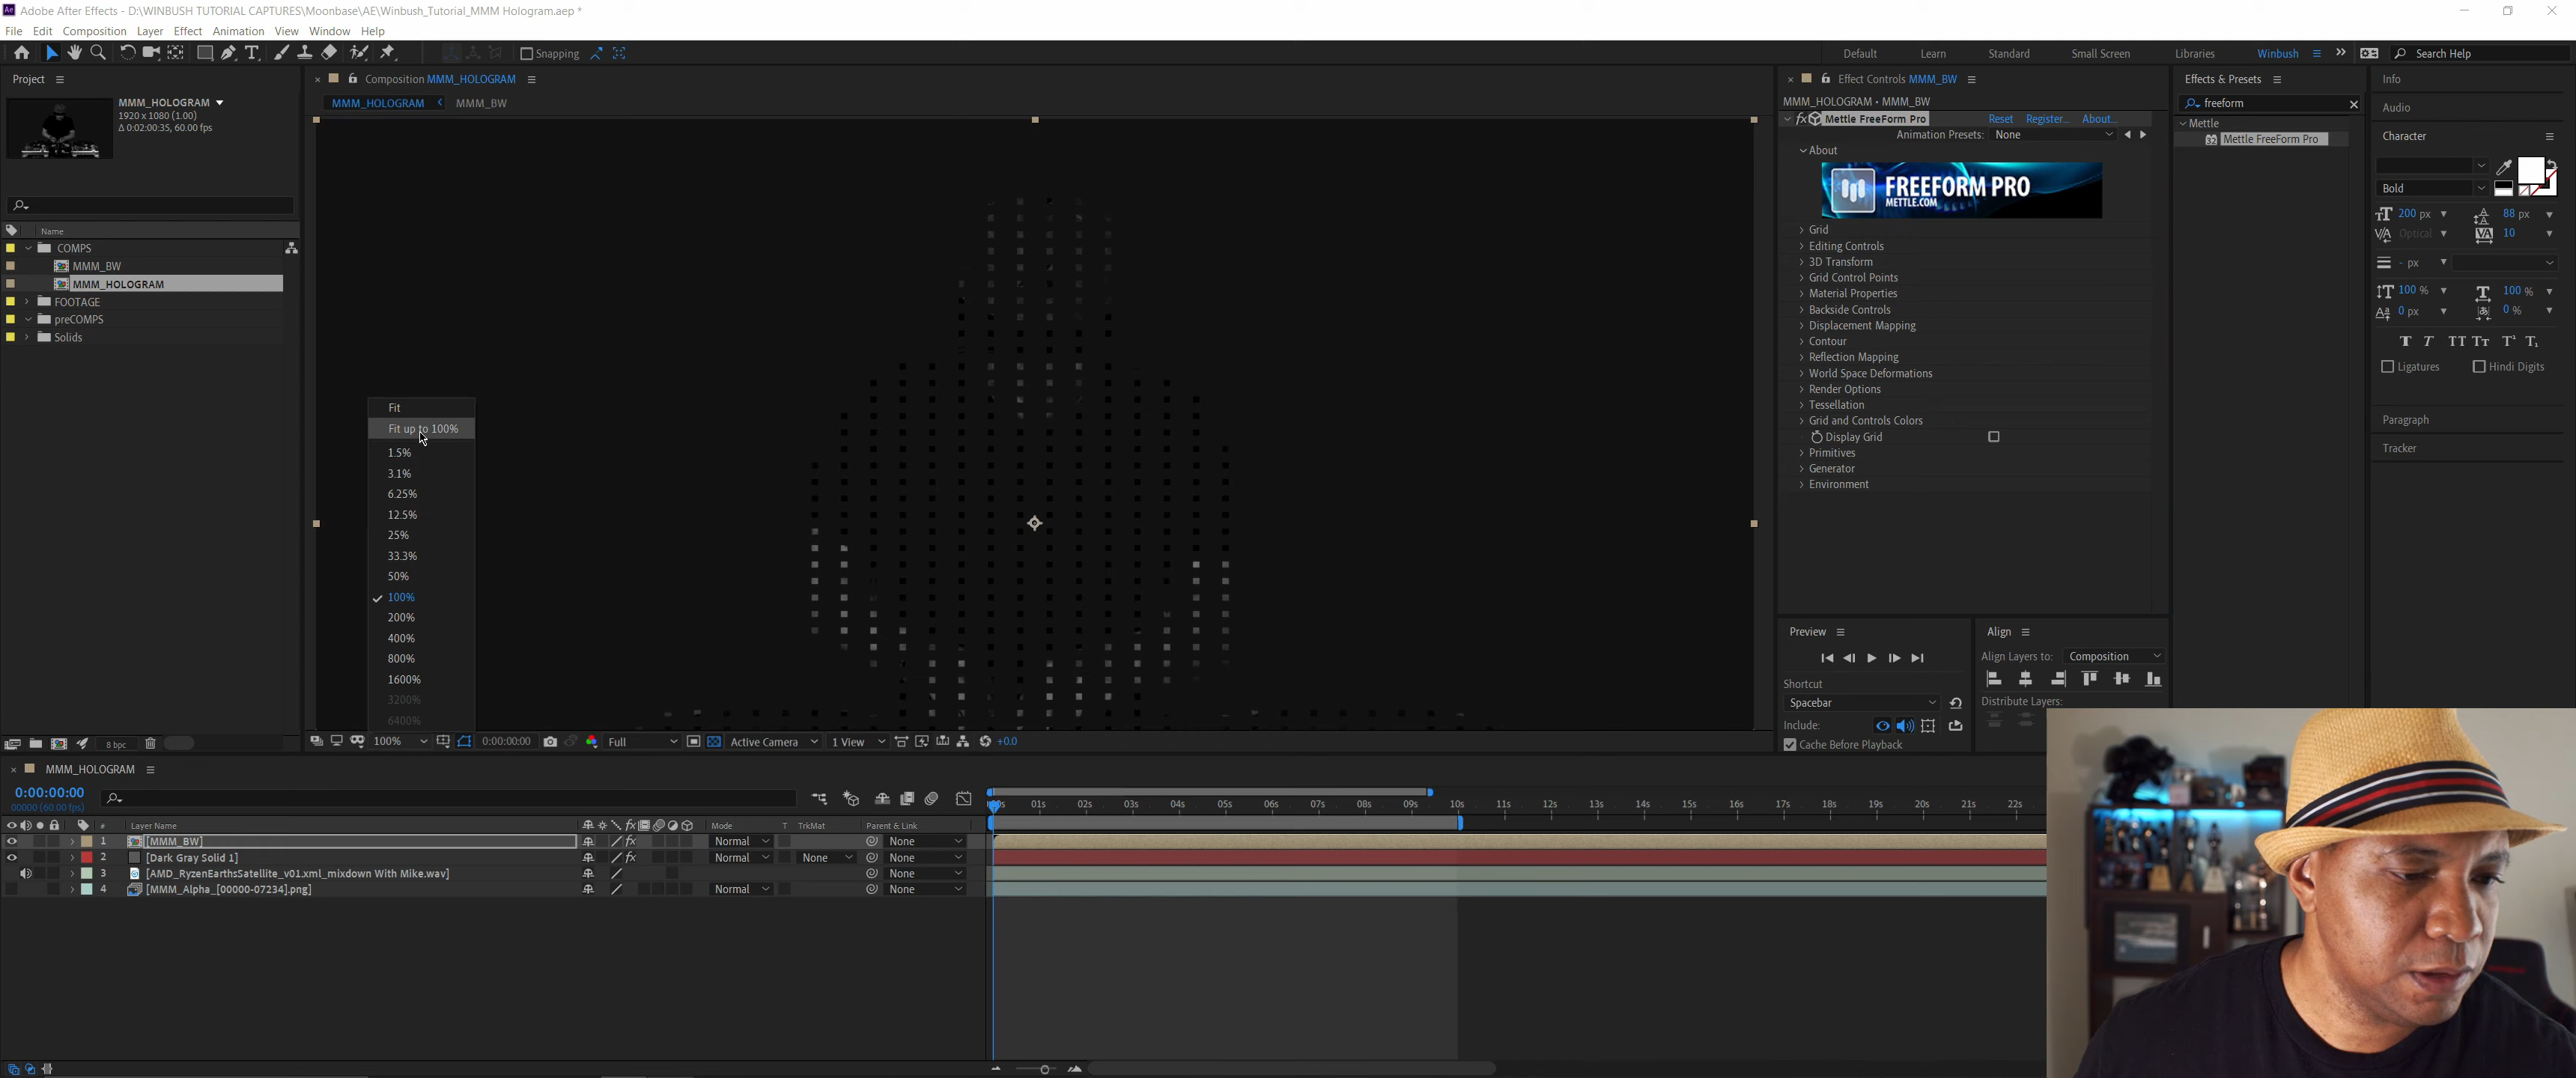 Ae Adobe After Effects - D:\WINBUSH TUTORIAL CAPTURES\Moonbase\AE\Winbush_Tutorial_MMM Hologram.aep *
File Edit Composition Layer Effect Animation View Window Help
Snapping Default Learn Standard Small Screen Libraries Winbush Search Help
Project
MMM_HOLOGRAM
1920 x 1080 (1.00)
Δ 0:02:00:35, 60.00 fps
Name
COMPS
MMM_BW
MMM_HOLOGRAM
FOOTAGE
preCOMPS
Solids
8 bpc
Composition MMM_HOLOGRAM
MMM_HOLOGRAM MMM_BW
Fit
Fit up to 100%
1.5%
3.1%
6.25%
12.5%
25%
33.3%
50%
100%
200%
400%
800%
1600%
3200%
6400%
100% 0:00:00:00 Full Active Camera 1 View +0.0
Effect Controls MMM_BW
MMM_HOLOGRAM • MMM_BW
fx Mettle FreeForm Pro Reset Register... About...
Animation Presets: None
About
FREEFORM PRO
METTLE.COM
Grid
Editing Controls
3D Transform
Grid Control Points
Material Properties
Backside Controls
Displacement Mapping
Contour
Reflection Mapping
World Space Deformations
Render Options
Tessellation
Grid and Controls Colors
Display Grid
Primitives
Generator
Environment
Preview
Shortcut
Spacebar
Include:
Cache Before Playback
Align
Align Layers to: Composition
Distribute Layers:
Effects & Presets
freeform
Mettle
32 Mettle FreeForm Pro
Info
Audio
Character
Bold
200 px 88 px
Optical 10
- px
100 % 100 %
0 px 0 %
T T TT TT T¹ T₁
Ligatures Hindi Digits
Paragraph
Tracker
MMM_HOLOGRAM
0:00:00:00
00000 (60.00 fps)
01s 02s 03s 04s 05s 06s 07s 08s 09s 10s 11s 12s 13s 14s 15s 16s 17s 18s 19s 20s 21s 22s
# Layer Name fx Mode T TrkMat Parent & Link
1 [MMM_BW] fx Normal None
2 [Dark Gray Solid 1] fx Normal None None
3 [AMD_RyzenEarthsSatellite_v01.xml_mixdown With Mike.wav] None
4 [MMM_Alpha_[00000-07234].png] Normal None